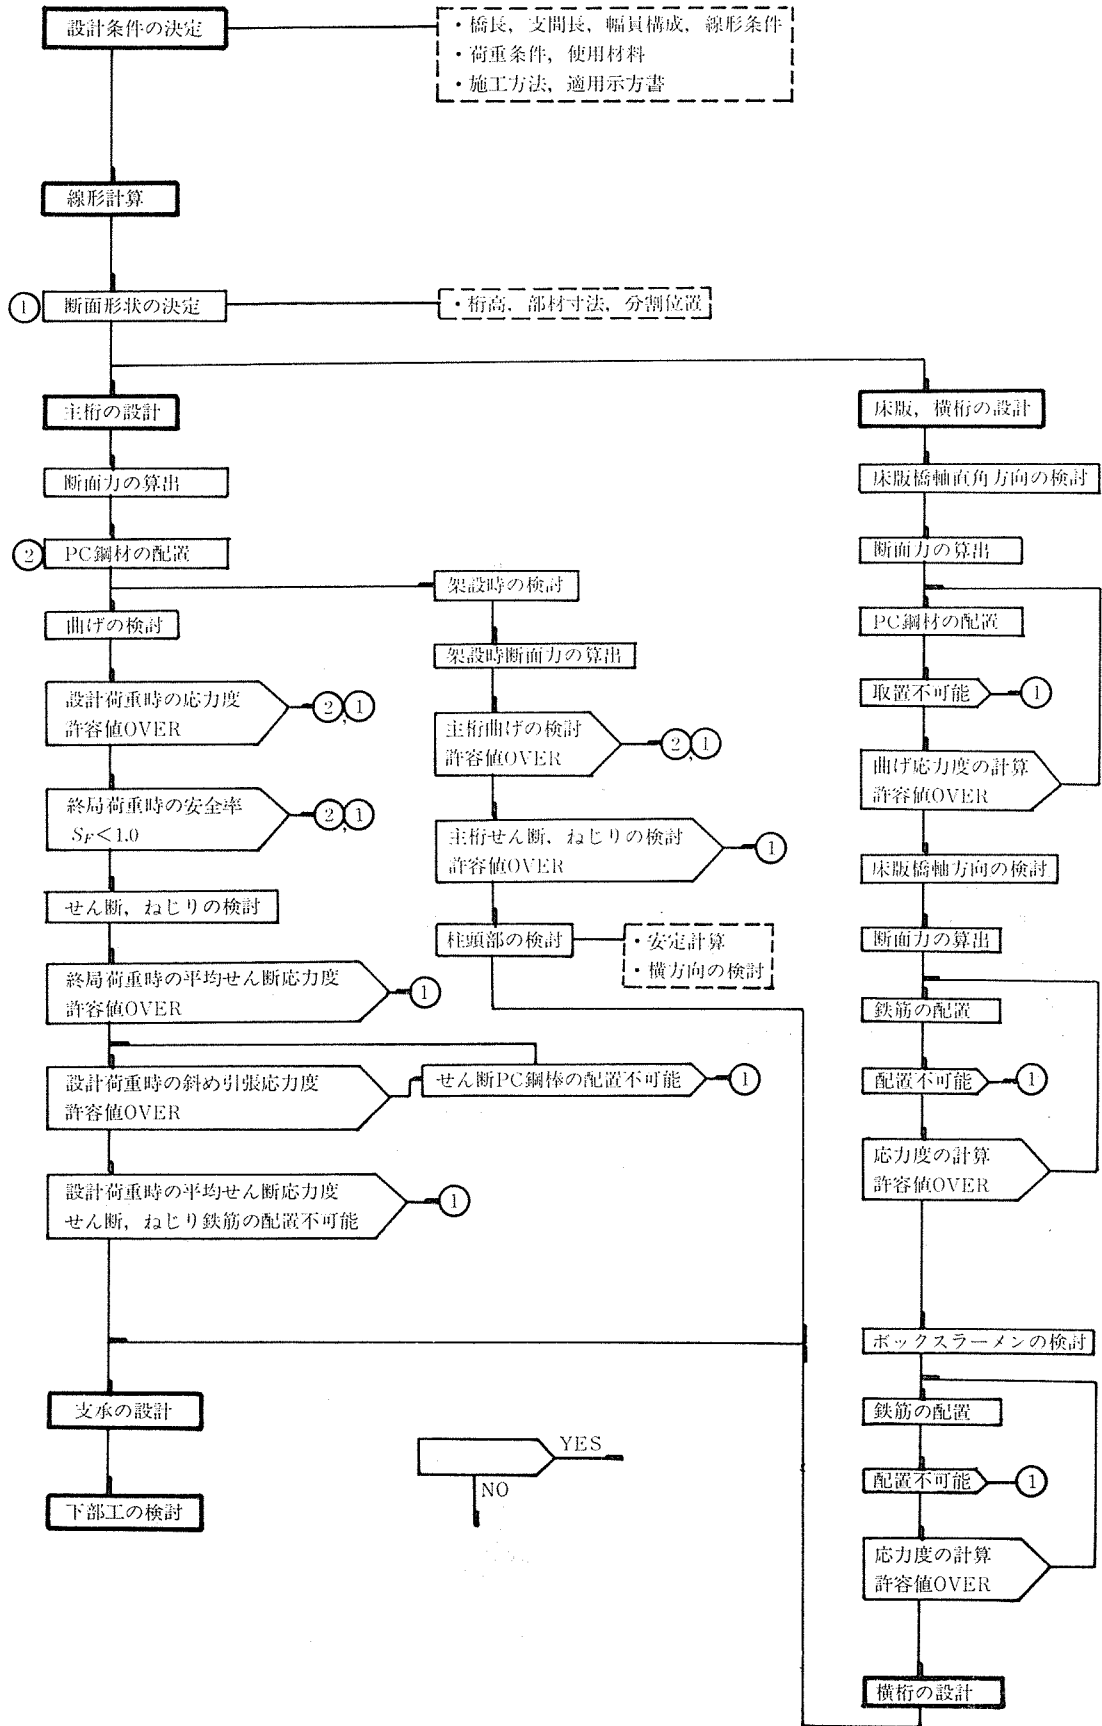 設計条件の決定
・橋長，支間長，幅員構成，線形条件
・荷重条件，使用材料
・施工方法，適用示方書
線形計算
① 断面形状の決定
・桁高，部材寸法，分割位置
主桁の設計
断面力の算出
② PC鋼材の配置
曲げの検討
設計荷重時の応力度
許容値OVER
②,①
終局荷重時の安全率
SF＜1.0
②,①
せん断，ねじりの検討
終局荷重時の平均せん断応力度
許容値OVER
①
設計荷重時の斜め引張応力度
許容値OVER
せん断PC鋼棒の配置不可能
①
設計荷重時の平均せん断応力度
せん断，ねじり鉄筋の配置不可能
①
支承の設計
下部工の検討
架設時の検討
架設時断面力の算出
主桁曲げの検討
許容値OVER
②,①
主桁せん断，ねじりの検討
許容値OVER
①
柱頭部の検討
・安定計算
・横方向の検討
YES
NO
床版，横桁の設計
床版橋軸直角方向の検討
断面力の算出
PC鋼材の配置
取置不可能
①
曲げ応力度の計算
許容値OVER
床版橋軸方向の検討
断面力の算出
鉄筋の配置
配置不可能
①
応力度の計算
許容値OVER
ボックスラーメンの検討
鉄筋の配置
配置不可能
①
応力度の計算
許容値OVER
横桁の設計